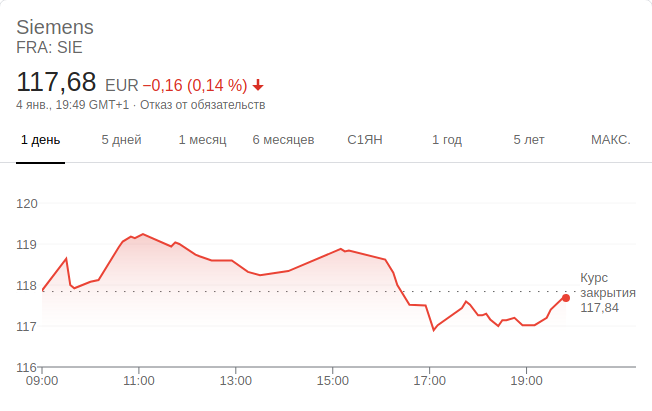 Siemens
FRA: SIE
117,68 EUR −0,16 (0,14 %)
4 янв., 19:49 GMT+1 · Отказ от обязательств
1 день 5 дней 1 месяц 6 месяцев С1ЯН 1 год 5 лет МАКС.
120
119
118
117
116
Курс
закрытия
117,84
09:00 11:00 13:00 15:00 17:00 19:00